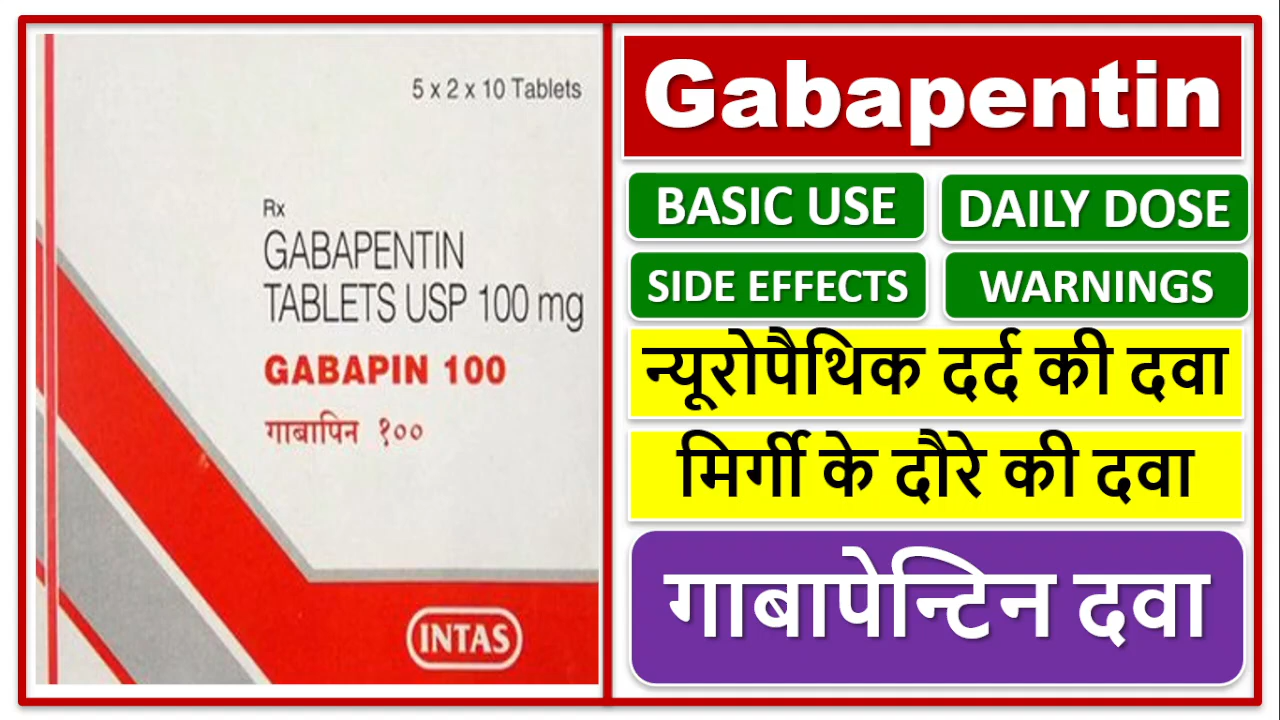 5 x 2 x 10 Tablets
Rx
GABAPENTIN
TABLETS USP 100 mg
GABAPIN 100
गाबापिन १००
INTAS
Gabapentin
BASIC USE
DAILY DOSE
SIDE EFFECTS
WARNINGS
न्यूरोपैथिक दर्द की दवा
मिर्गी के दौरे की दवा
गाबापेन्टिन दवा